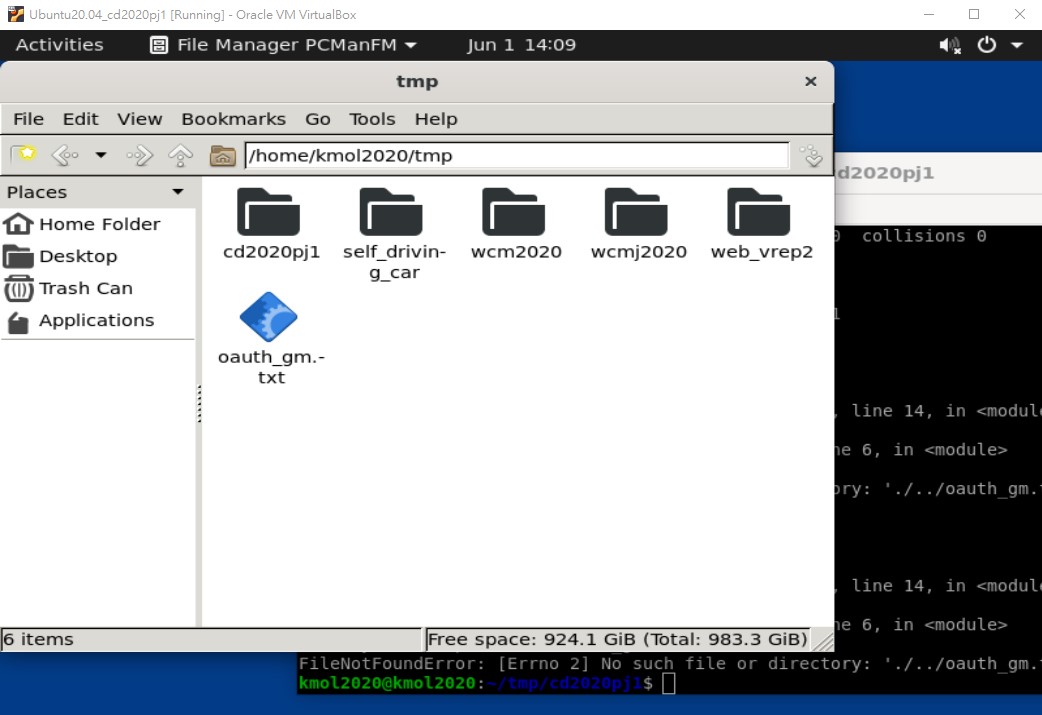 Ubuntu20.04_cd2020pj1 [Running] - Oracle VM VirtualBox
Activities File Manager PCManFM Jun 1 14:09
tmp
File Edit View Bookmarks Go Tools Help
/home/kmol2020/tmp
d2020pj1
Places
Home Folder
Desktop
Trash Can
Applications
cd2020pj1 self_drivin- wcm2020 wcmj2020 web_vrep2
g_car
oauth_gm.-
txt
0 collisions 0
1
, line 14, in <module
ne 6, in <module>
ory: './../oauth_gm.
, line 14, in <module
ne 6, in <module>
6 items Free space: 924.1 GiB (Total: 983.3 GiB)
FileNotFoundError: [Errno 2] No such file or directory: './../oauth_gm.
kmol2020@kmol2020:~/tmp/cd2020pj1$